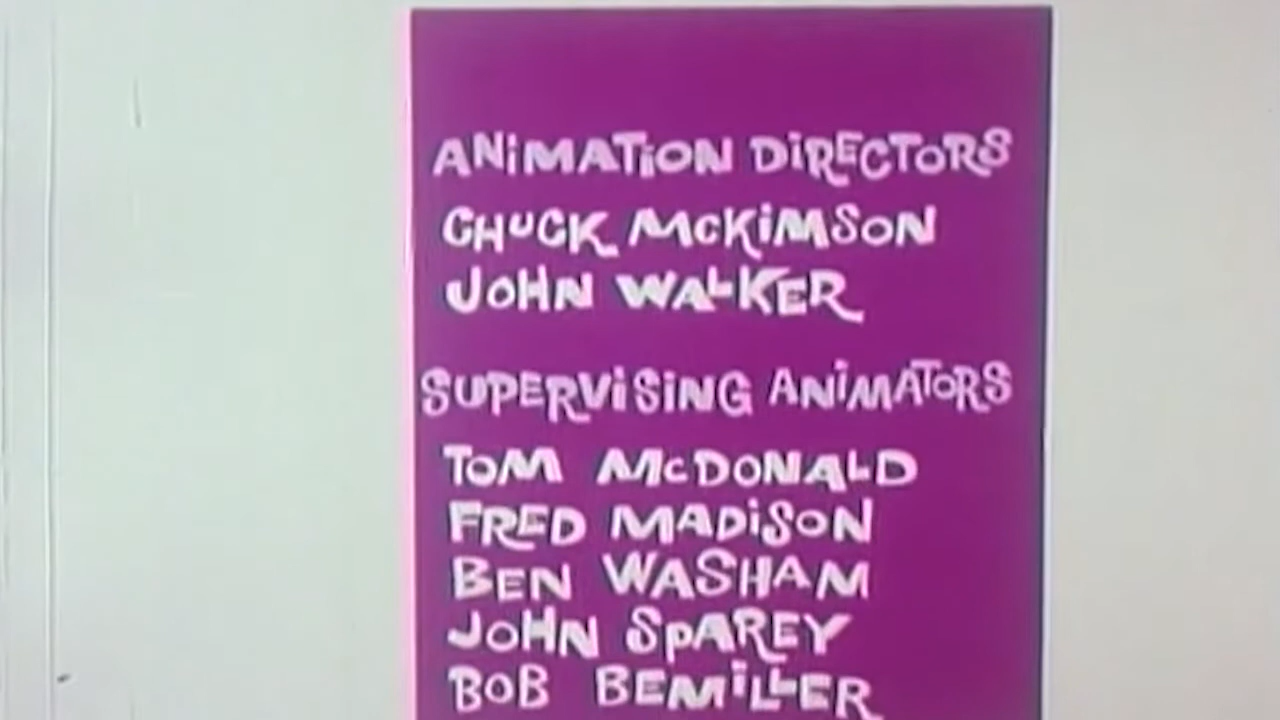 ANiMATiON DiRECTORS
CHUCK McKiMSON
JOHN WALKER
SUPERViSiNG ANiMATORS
TOM McDONALD
FRED MADiSON
BEN WASHAM
JOHN SPAREY
BOB BEMiLLER